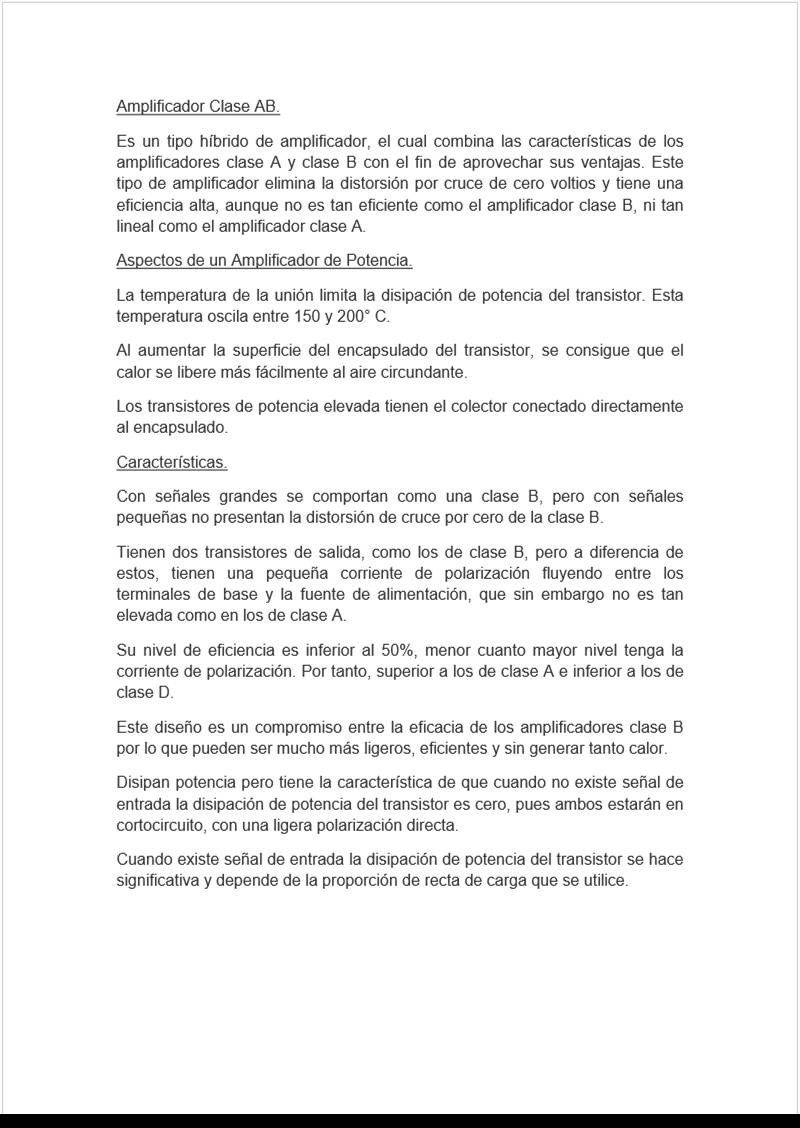 Amplificador Clase AB.
Es un tipo híbrido de amplificador, el cual combina las características de los
amplificadores clase A y clase B con el fin de aprovechar sus ventajas. Este
tipo de amplificador elimina la distorsión por cruce de cero voltios y tiene una
eficiencia alta, aunque no es tan eficiente como el amplificador clase B, ni tan
lineal como el amplificador clase A.
Aspectos de un Amplificador de Potencia.
La temperatura de la unión limita la disipación de potencia del transistor. Esta
temperatura oscila entre 150 y 200° C.
Al aumentar la superficie del encapsulado del transistor, se consigue que el
calor se libere más fácilmente al aire circundante.
Los transistores de potencia elevada tienen el colector conectado directamente
al encapsulado.
Características.
Con señales grandes se comportan como una clase B, pero con señales
pequeñas no presentan la distorsión de cruce por cero de la clase B.
Tienen dos transistores de salida, como los de clase B, pero a diferencia de
estos, tienen una pequeña corriente de polarización fluyendo entre los
terminales de base y la fuente de alimentación, que sin embargo no es tan
elevada como en los de clase A.
Su nivel de eficiencia es inferior al 50%, menor cuanto mayor nivel tenga la
corriente de polarización. Por tanto, superior a los de clase A e inferior a los de
clase D.
Este diseño es un compromiso entre la eficacia de los amplificadores clase B
por lo que pueden ser mucho más ligeros, eficientes y sin generar tanto calor.
Disipan potencia pero tiene la característica de que cuando no existe señal de
entrada la disipación de potencia del transistor es cero, pues ambos estarán en
cortocircuito, con una ligera polarización directa.
Cuando existe señal de entrada la disipación de potencia del transistor se hace
significativa y depende de la proporción de recta de carga que se utilice.